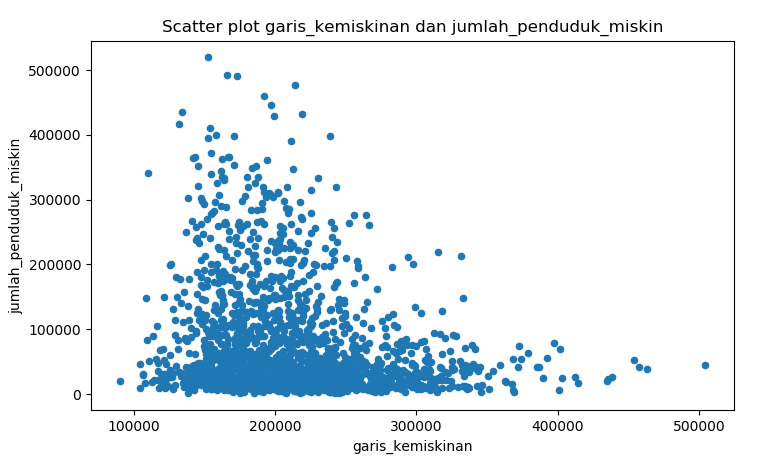 Scatter plot garis_kemiskinan dan jumlah_penduduk_miskin
500000
400000
300000
200000
100000
0
jumlah_penduduk_miskin
100000 200000 300000 400000 500000
garis_kemiskinan